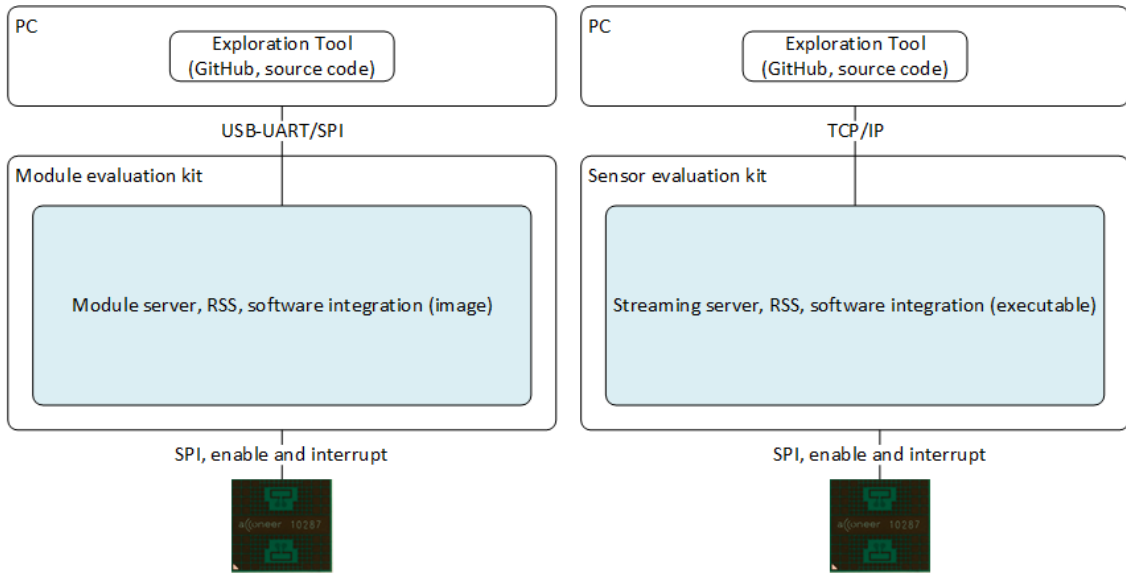 PC
Exploration Tool
(GitHub, source code)
USB-UART/SPI
Module evaluation kit
Module server, RSS, software integration (image)
SPI, enable and interrupt
acconeer 10287
PC
Exploration Tool
(GitHub, source code)
TCP/IP
Sensor evaluation kit
Streaming server, RSS, software integration (executable)
SPI, enable and interrupt
acconeer 10287